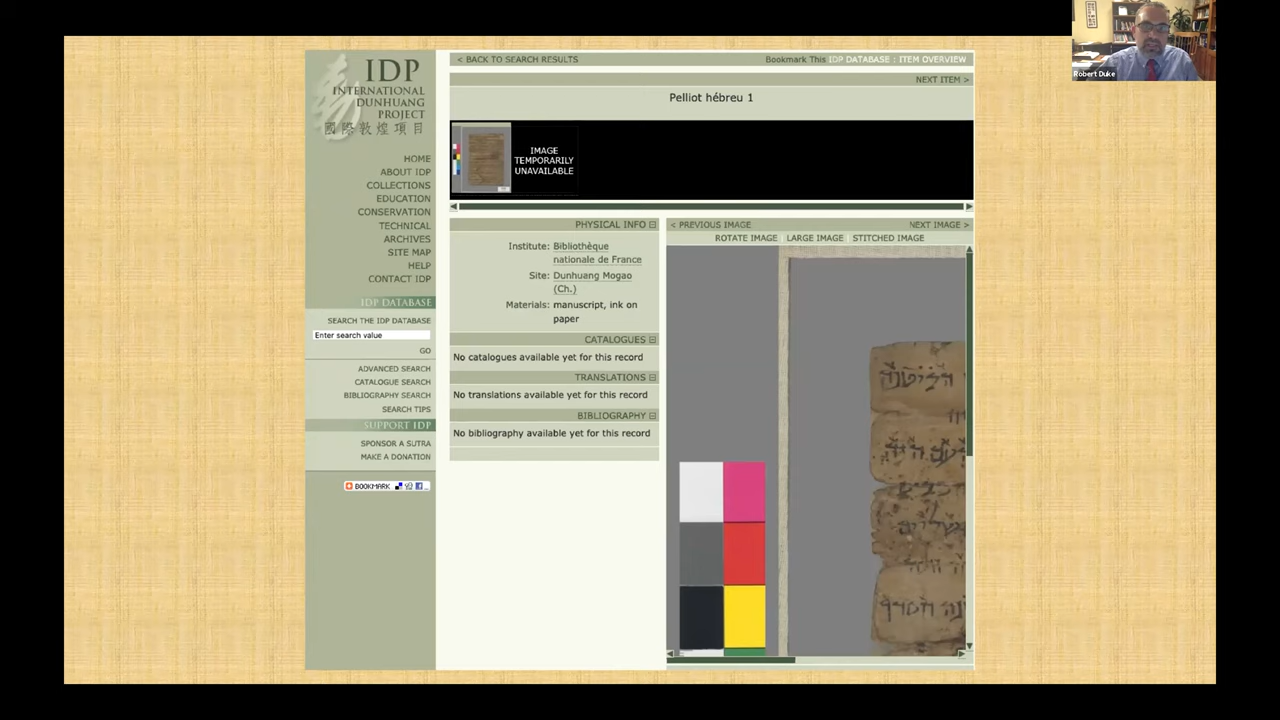 Robert Duke
IDP
INTERNATIONAL
DUNHUANG
PROJECT
國際敦煌項目
HOME
ABOUT IDP
COLLECTIONS
EDUCATION
CONSERVATION
TECHNICAL
ARCHIVES
SITE MAP
HELP
CONTACT IDP
IDP DATABASE
SEARCH THE IDP DATABASE
Enter search value
GO
ADVANCED SEARCH
CATALOGUE SEARCH
BIBLIOGRAPHY SEARCH
SEARCH TIPS
SUPPORT IDP
SPONSOR A SUTRA
MAKE A DONATION
BOOKMARK
< BACK TO SEARCH RESULTS
Bookmark This IDP DATABASE : ITEM OVERVIEW
NEXT ITEM >
Pelliot hébreu 1
IMAGE
TEMPORARILY
UNAVAILABLE
PHYSICAL INFO
Institute: Bibliothèque
nationale de France
Site: Dunhuang Mogao
(Ch.)
Materials: manuscript, ink on
paper
CATALOGUES
No catalogues available yet for this record
TRANSLATIONS
No translations available yet for this record
BIBLIOGRAPHY
No bibliography available yet for this record
< PREVIOUS IMAGE
NEXT IMAGE >
ROTATE IMAGE
LARGE IMAGE
STITCHED IMAGE